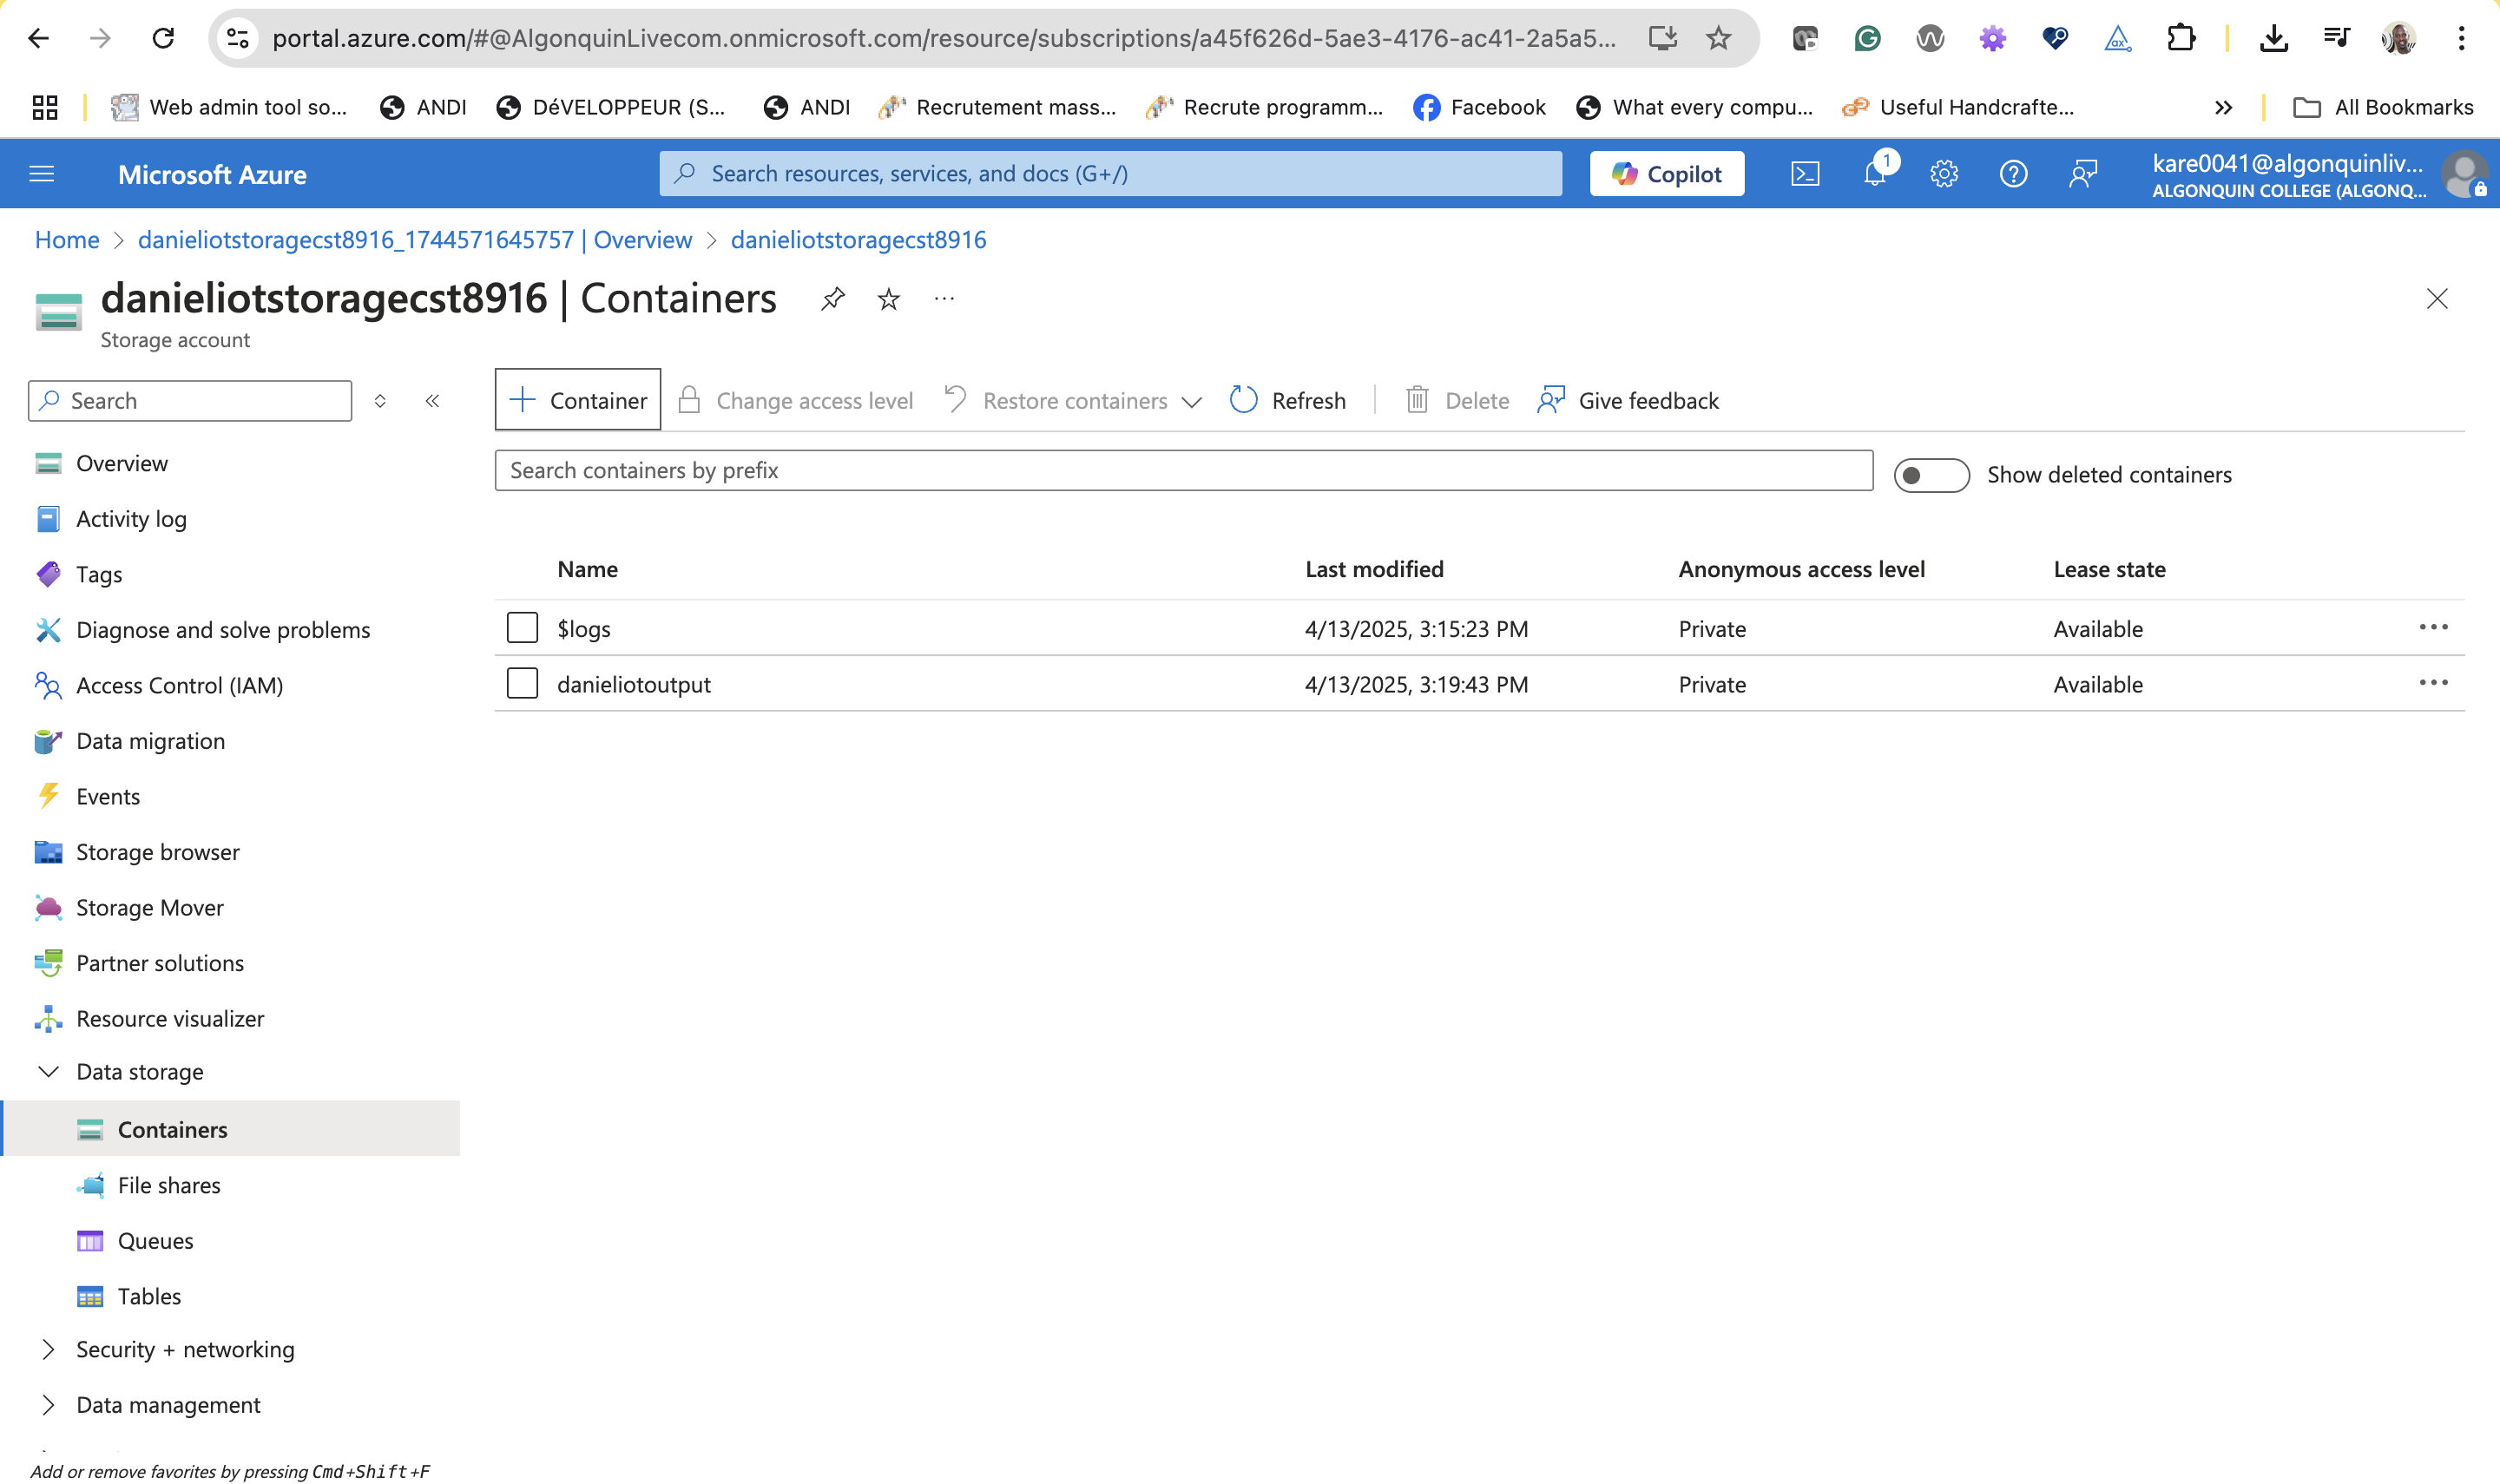 portal.azure.com/#@AlgonquinLivecom.onmicrosoft.com/resource/subscriptions/a45f626d-5ae3-4176-ac41-2a5a5...
Web admin tool so...
ANDI
DéVELOPPEUR (S...
ANDI
Recrutement mass...
Recrute programm...
Facebook
What every compu...
Useful Handcrafte...
All Bookmarks
Microsoft Azure
Search resources, services, and docs (G+/)
Copilot
1
kare0041@algonquinliv...
ALGONQUIN COLLEGE (ALGONQ...
Home > danieliotstoragecst8916_1744571645757 | Overview > danieliotstoragecst8916
danieliotstoragecst8916 | Containers
Storage account
Search
Container
Change access level
Restore containers
Refresh
Delete
Give feedback
Search containers by prefix
Show deleted containers
Name Last modified Anonymous access level Lease state
$logs 4/13/2025, 3:15:23 PM Private Available
danieliotoutput 4/13/2025, 3:19:43 PM Private Available
Overview
Activity log
Tags
Diagnose and solve problems
Access Control (IAM)
Data migration
Events
Storage browser
Storage Mover
Partner solutions
Resource visualizer
Data storage
Containers
File shares
Queues
Tables
Security + networking
Data management
Add or remove favorites by pressing Cmd+Shift+F